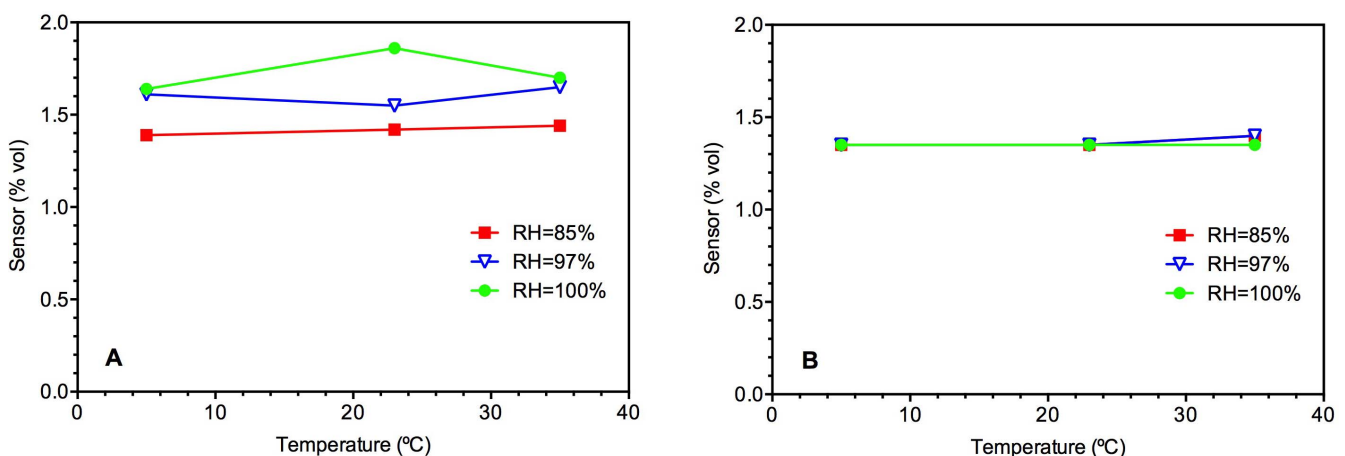 2.0
1.5
1.0
0.5
0.0
Sensor (% vol)
RH=85%
RH=97%
RH=100%
A
0 10 20 30 40
Temperature (ºC)
2.0
1.5
1.0
0.5
0.0
Sensor (% vol)
RH=85%
RH=97%
RH=100%
B
0 10 20 30 40
Temperature (ºC)